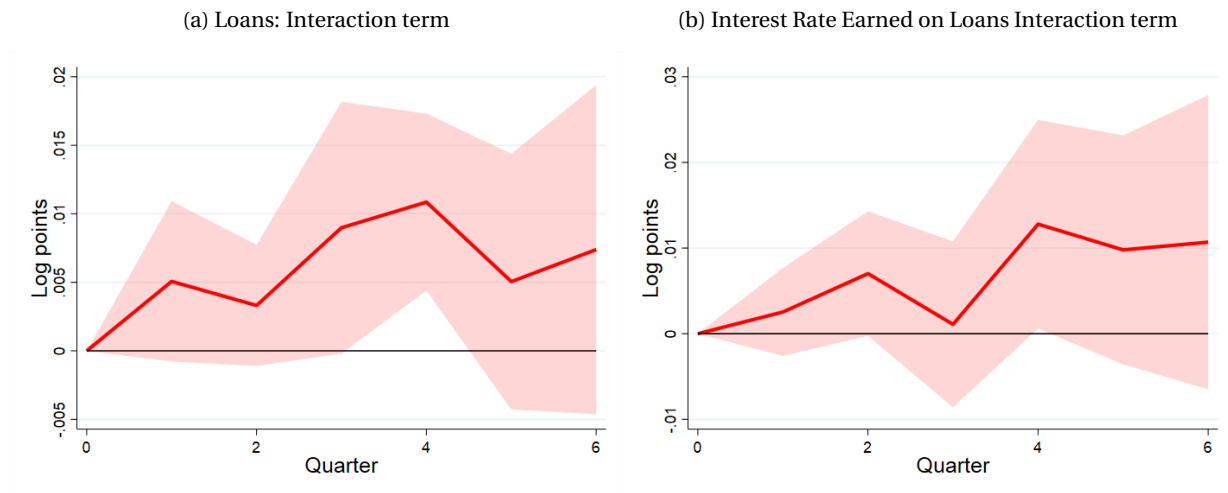 (a) Loans: Interaction term
Log points
.02
.015
.01
.005
0
-.005
0 2 4 6
Quarter
(b) Interest Rate Earned on Loans Interaction term
Log points
.03
.02
.01
0
-.01
0 2 4 6
Quarter